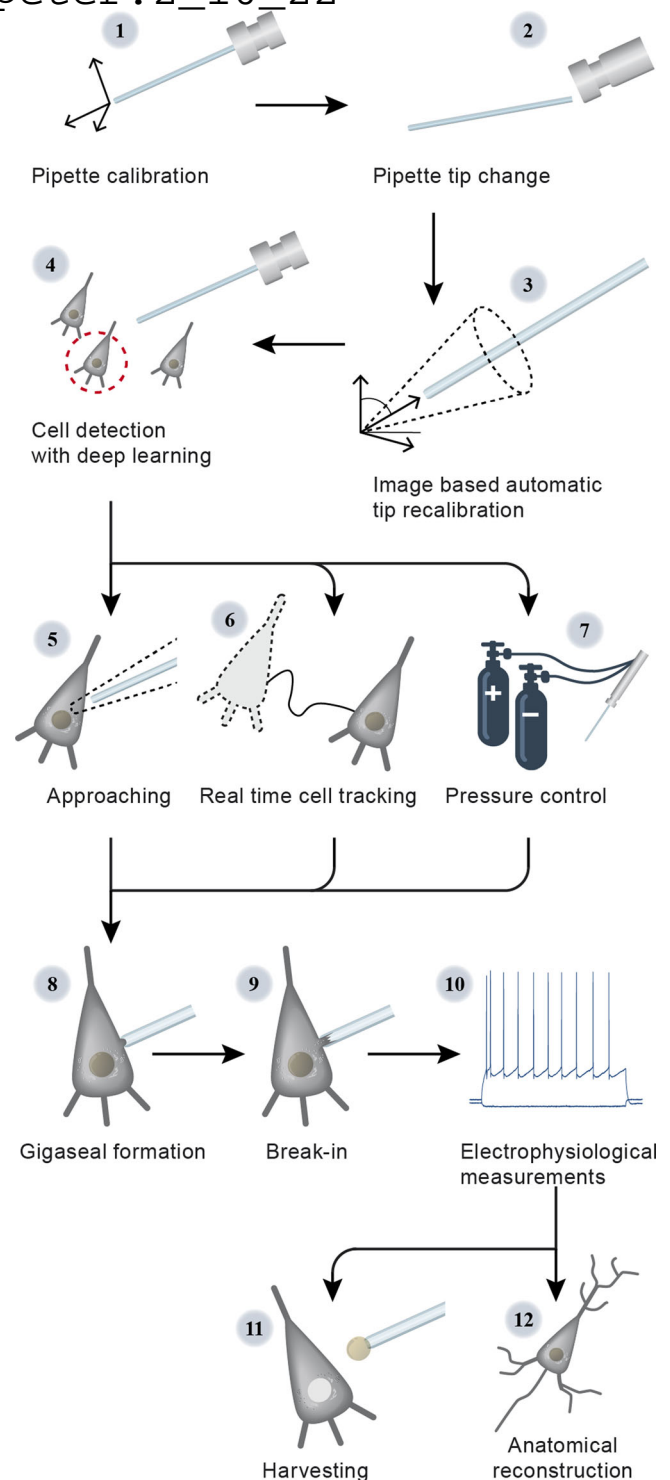 1
2
Pipette calibration
Pipette tip change
4
3
Cell detection
with deep learning
Image based automatic
tip recalibration
5
6
7
+
−
Approaching
Real time cell tracking
Pressure control
8
9
10
Gigaseal formation
Break-in
Electrophysiological
measurements
11
12
Harvesting
Anatomical
reconstruction